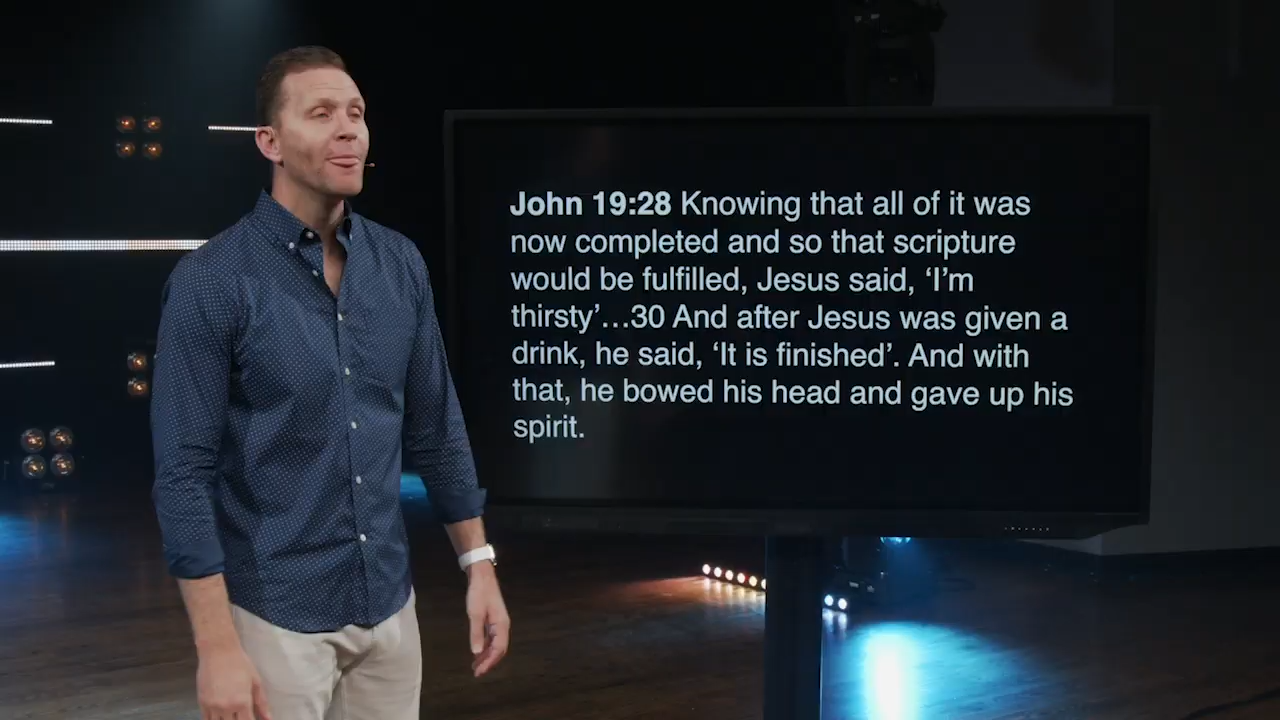 John 19:28 Knowing that all of it was
now completed and so that scripture
would be fulfilled, Jesus said, ‘I’m
thirsty’...30 And after Jesus was given a
drink, he said, ‘It is finished’. And with
that, he bowed his head and gave up his
spirit.